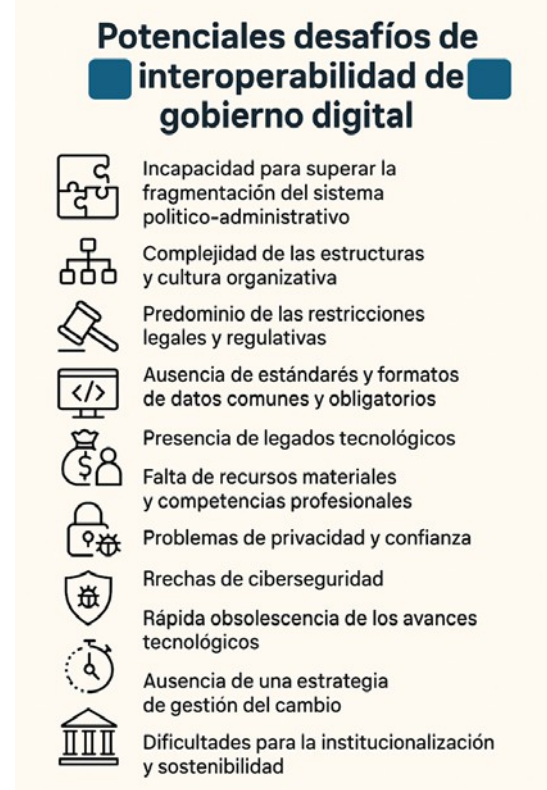 Potenciales desafíos de
interoperabilidad de
gobierno digital
Incapacidad para superar la
fragmentación del sistema
politico-administrativo
Complejidad de las estructuras
y cultura organizativa
Predominio de las restricciones
legales y regulativas
Ausencia de estándarés y formatos
de datos comunes y obligatorios
Presencia de legados tecnológicos
Falta de recursos materiales
y competencias profesionales
Problemas de privacidad y confianza
Rrechas de ciberseguridad
Rápida obsolescencia de los avances
tecnológicos
Ausencia de una estrategia
de gestión del cambio
Dificultades para la institucionalización
y sostenibilidad